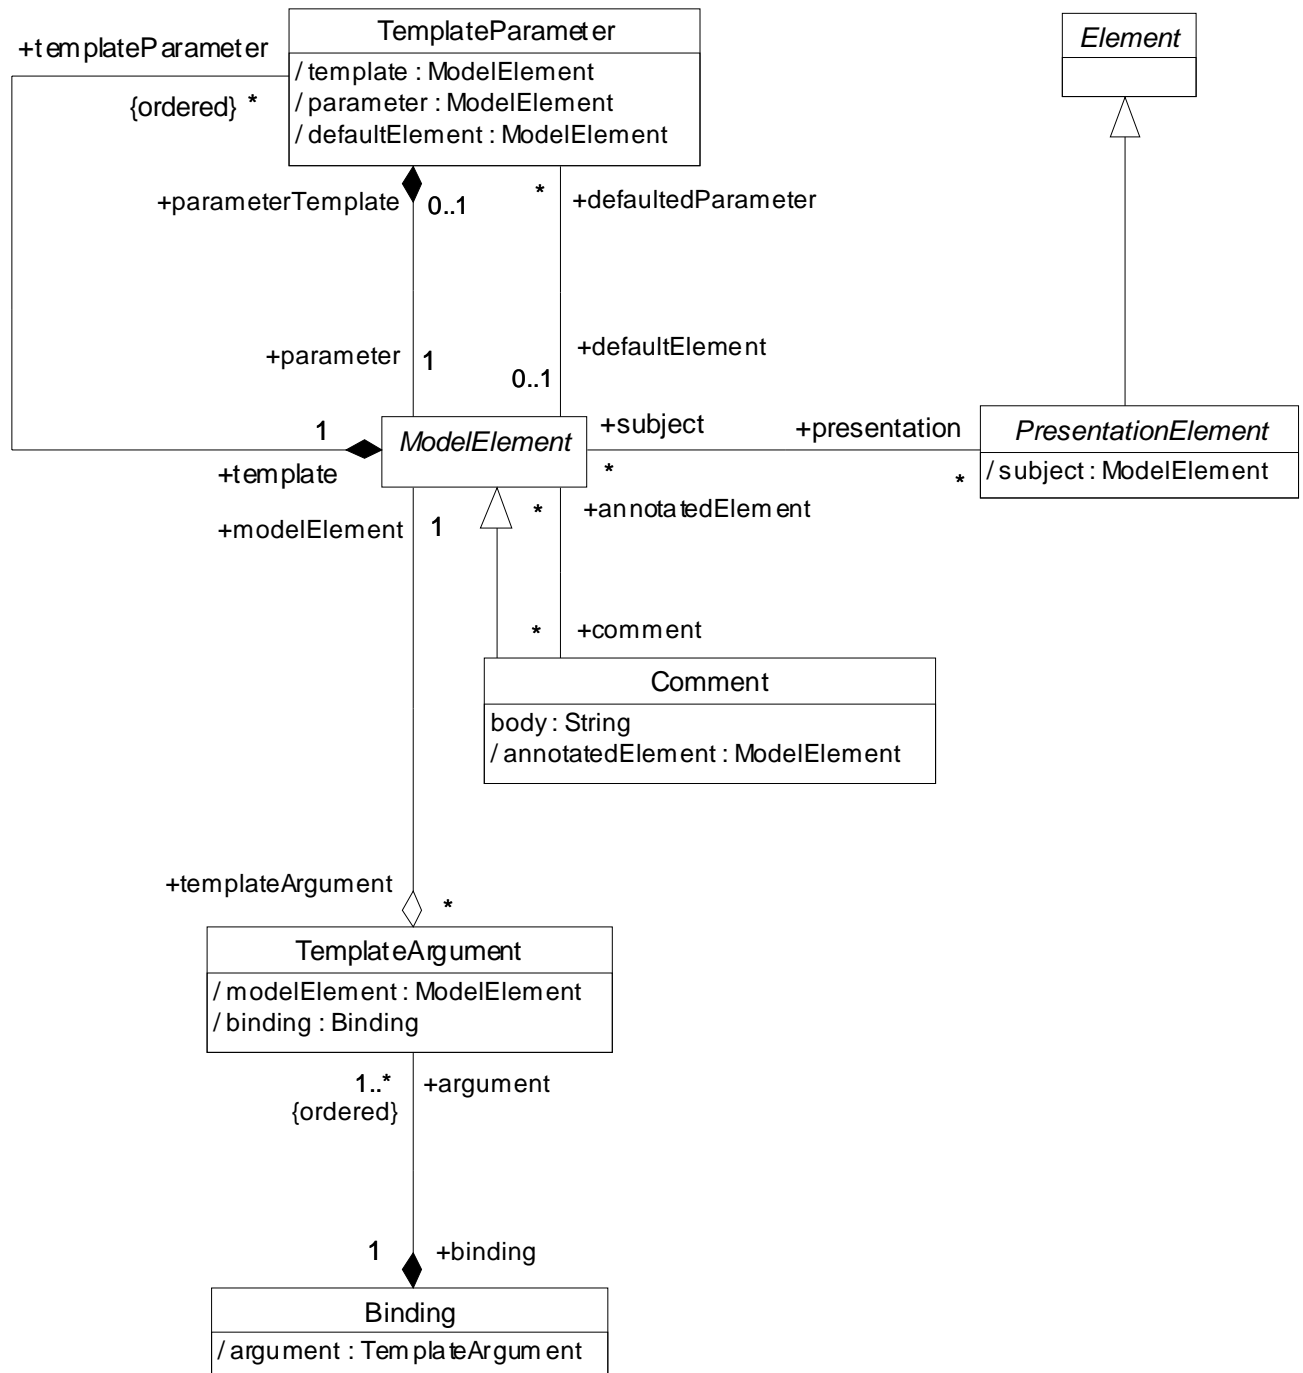 TemplateParameter
Element
+templateParameter
/ template : ModelElement
/ parameter : ModelElement
{ordered} *
/ defaultElement : ModelElement
*
+parameterTemplate
0..1
+defaultedParameter
+parameter
1
+defaultElement
0..1
1
ModelElement
+subject
+presentation
PresentationElement
+template
*
*
/ subject : ModelElement
+modelElement
1
*
+annotatedElement
*
+comment
Comment
body : String
/ annotatedElement : ModelElement
+templateArgument
*
TemplateArgument
/ modelElement : ModelElement
/ binding : Binding
1..*
+argument
{ordered}
1
+binding
Binding
/ argument : TemplateArgument